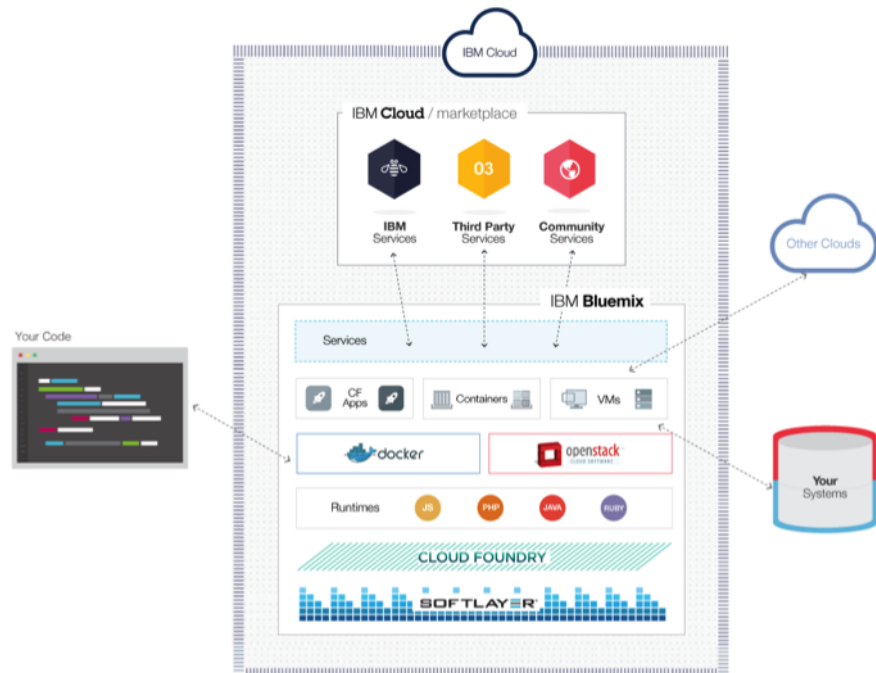 IBM Cloud
IBM Cloud / marketplace
03
IBM
Services
Third Party
Services
Community
Services
Other Clouds
IBM Bluemix
Your Code
Services
CF
Apps
Containers
VMs
docker
openstack
CLOUD SOFTWARE
Your
Systems
Runtimes
JS
PHP
JAVA
RUBY
CLOUD FOUNDRY
SOFTLAYER